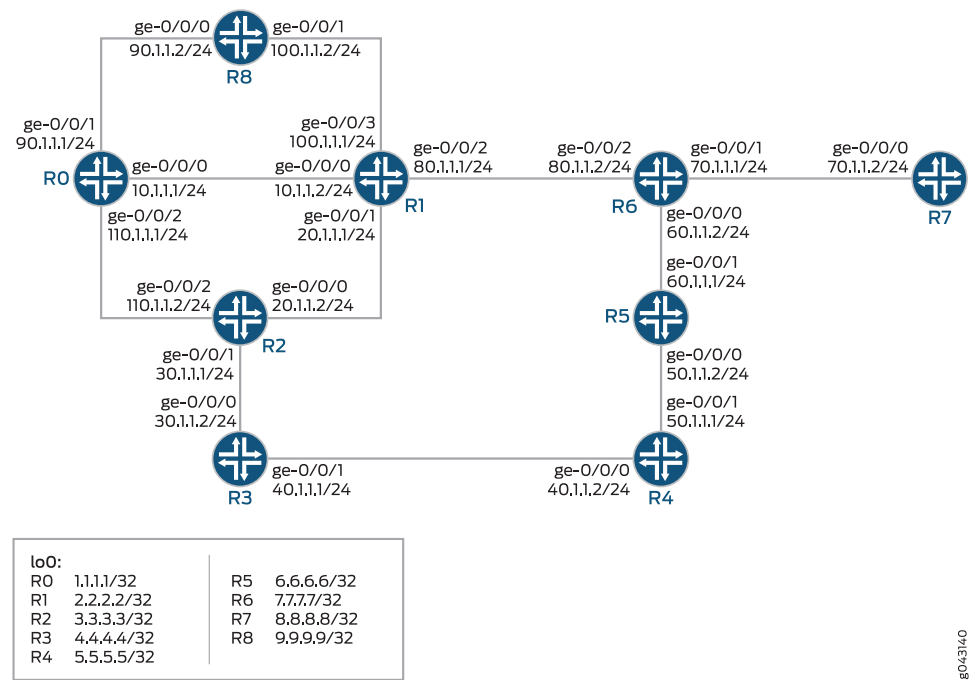 ge-0/0/0 ge-0/0/1
90.1.1.2/24 100.1.1.2/24
R8
ge-0/0/1
90.1.1.1/24
ge-0/0/3
100.1.1.1/24
R0
ge-0/0/0
10.1.1.1/24
ge-0/0/0
10.1.1.2/24
R1
ge-0/0/2
80.1.1.1/24
ge-0/0/2
80.1.1.2/24
R6
ge-0/0/1
70.1.1.1/24
ge-0/0/0
70.1.1.2/24
R7
ge-0/0/2
110.1.1.1/24
ge-0/0/1
20.1.1.1/24
ge-0/0/0
60.1.1.2/24
ge-0/0/2
110.1.1.2/24
ge-0/0/0
20.1.1.2/24
R2
ge-0/0/1
60.1.1.1/24
R5
ge-0/0/1
30.1.1.1/24
ge-0/0/0
50.1.1.2/24
ge-0/0/0
30.1.1.2/24
ge-0/0/1
50.1.1.1/24
R3
ge-0/0/1
40.1.1.1/24
ge-0/0/0
40.1.1.2/24
R4
lo0:
R0 1.1.1.1/32
R1 2.2.2.2/32
R2 3.3.3.3/32
R3 4.4.4.4/32
R4 5.5.5.5/32
R5 6.6.6.6/32
R6 7.7.7.7/32
R7 8.8.8.8/32
R8 9.9.9.9/32
g043140